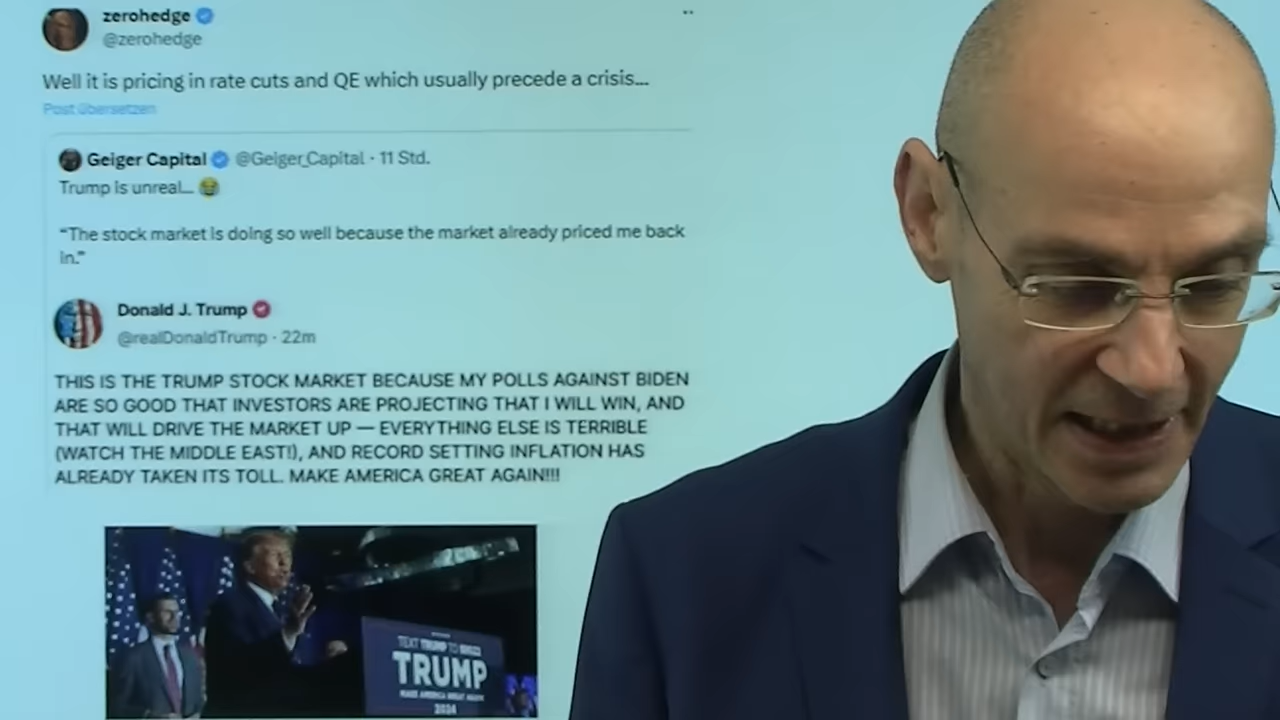 zerohedge
@zerohedge
Well it is pricing in rate cuts and QE which usually precede a crisis...
Post übersetzen
Geiger Capital @Geiger_Capital · 11 Std.
Trump is unreal... 😂
“The stock market is doing so well because the market already priced me back
in.”
Donald J. Trump
@realDonaldTrump · 22m
THIS IS THE TRUMP STOCK MARKET BECAUSE MY POLLS AGAINST BIDEN
ARE SO GOOD THAT INVESTORS ARE PROJECTING THAT I WILL WIN, AND
THAT WILL DRIVE THE MARKET UP — EVERYTHING ELSE IS TERRIBLE
(WATCH THE MIDDLE EAST!), AND RECORD SETTING INFLATION HAS
ALREADY TAKEN ITS TOLL. MAKE AMERICA GREAT AGAIN!!!
TEXT TRUMP TO
TRUMP
MAKE AMERICA GREAT AGAIN
2024